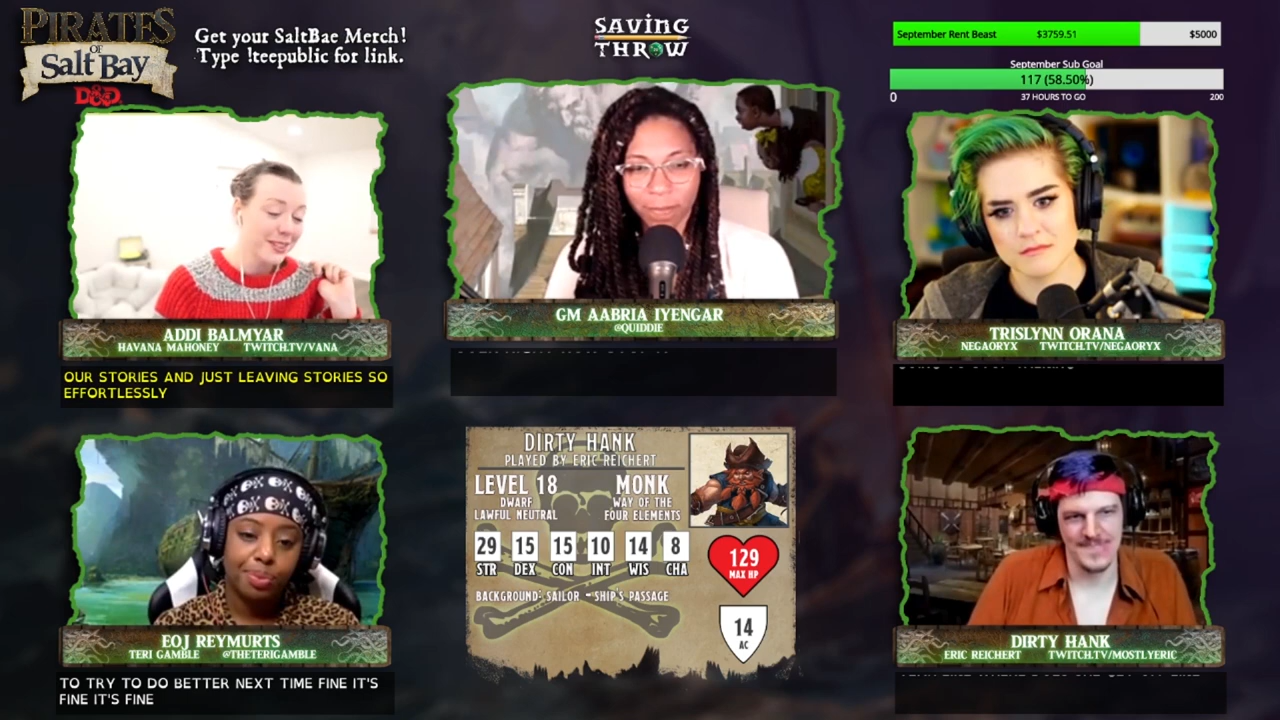 PIRATES
OF
Salt Bay
D&D
Get your SaltBae Merch!
Type !teepublic for link.
SAVING
THROW
September Rent Beast $3759.51 $5000
September Sub Goal
117 (58.50%)
0 37 HOURS TO GO 200
ADDI BALMYAR
HAVANA MAHONEY TWITCH.TV/VANA
OUR STORIES AND JUST LEAVING STORIES SO
EFFORTLESSLY
GM AABRIA IYENGAR
@QUIDDIE
TRISLYNN ORANA
NEGAORYX TWITCH.TV/NEGAORYX
EOJ REYMURTS
TERI GAMBLE @THETERIGAMBLE
TO TRY TO DO BETTER NEXT TIME FINE IT'S
FINE IT'S FINE
DIRTY HANK
PLAYED BY ERIC REICHERT
LEVEL 18 MONK
DWARF WAY OF THE
LAWFUL NEUTRAL FOUR ELEMENTS
29 15 15 10 14 8
STR DEX CON INT WIS CHA
BACKGROUND: SAILOR - SHIP'S PASSAGE
129
MAX HP
14
AC
DIRTY HANK
ERIC REICHERT TWITCH.TV/MOSTLYERIC